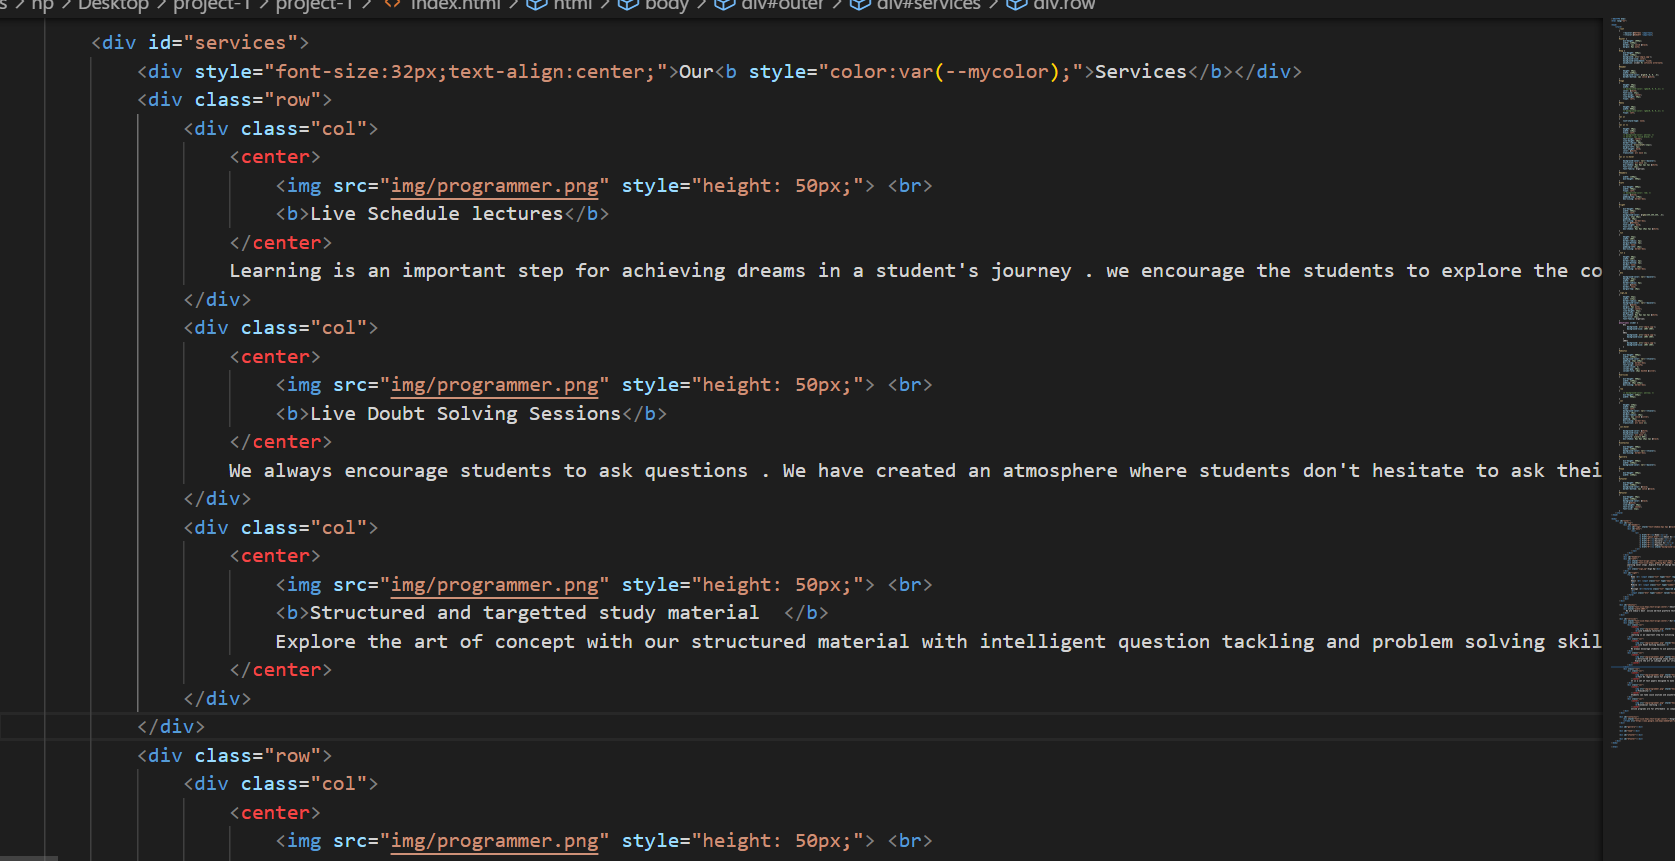 hp > Desktop > project-1 > project-1 > index.html > html > body > div#outer > div#services > div.row
<div id="services">
<div style="font-size:32px;text-align:center;">Our<b style="color:var(--mycolor);">Services</b></div>
<div class="row">
<div class="col">
<center>
<img src="img/programmer.png" style="height: 50px;"> <br>
<b>Live Schedule lectures</b>
</center>
Learning is an important step for achieving dreams in a student's journey . we encourage the students to explore the co
</div>
<div class="col">
<center>
<img src="img/programmer.png" style="height: 50px;"> <br>
<b>Live Doubt Solving Sessions</b>
</center>
We always encourage students to ask questions . We have created an atmosphere where students don't hesitate to ask thei
</div>
<div class="col">
<center>
<img src="img/programmer.png" style="height: 50px;"> <br>
<b>Structured and targetted study material  </b>
Explore the art of concept with our structured material with intelligent question tackling and problem solving skil
</center>
</div>
</div>
<div class="row">
<div class="col">
<center>
<img src="img/programmer.png" style="height: 50px;"> <br>